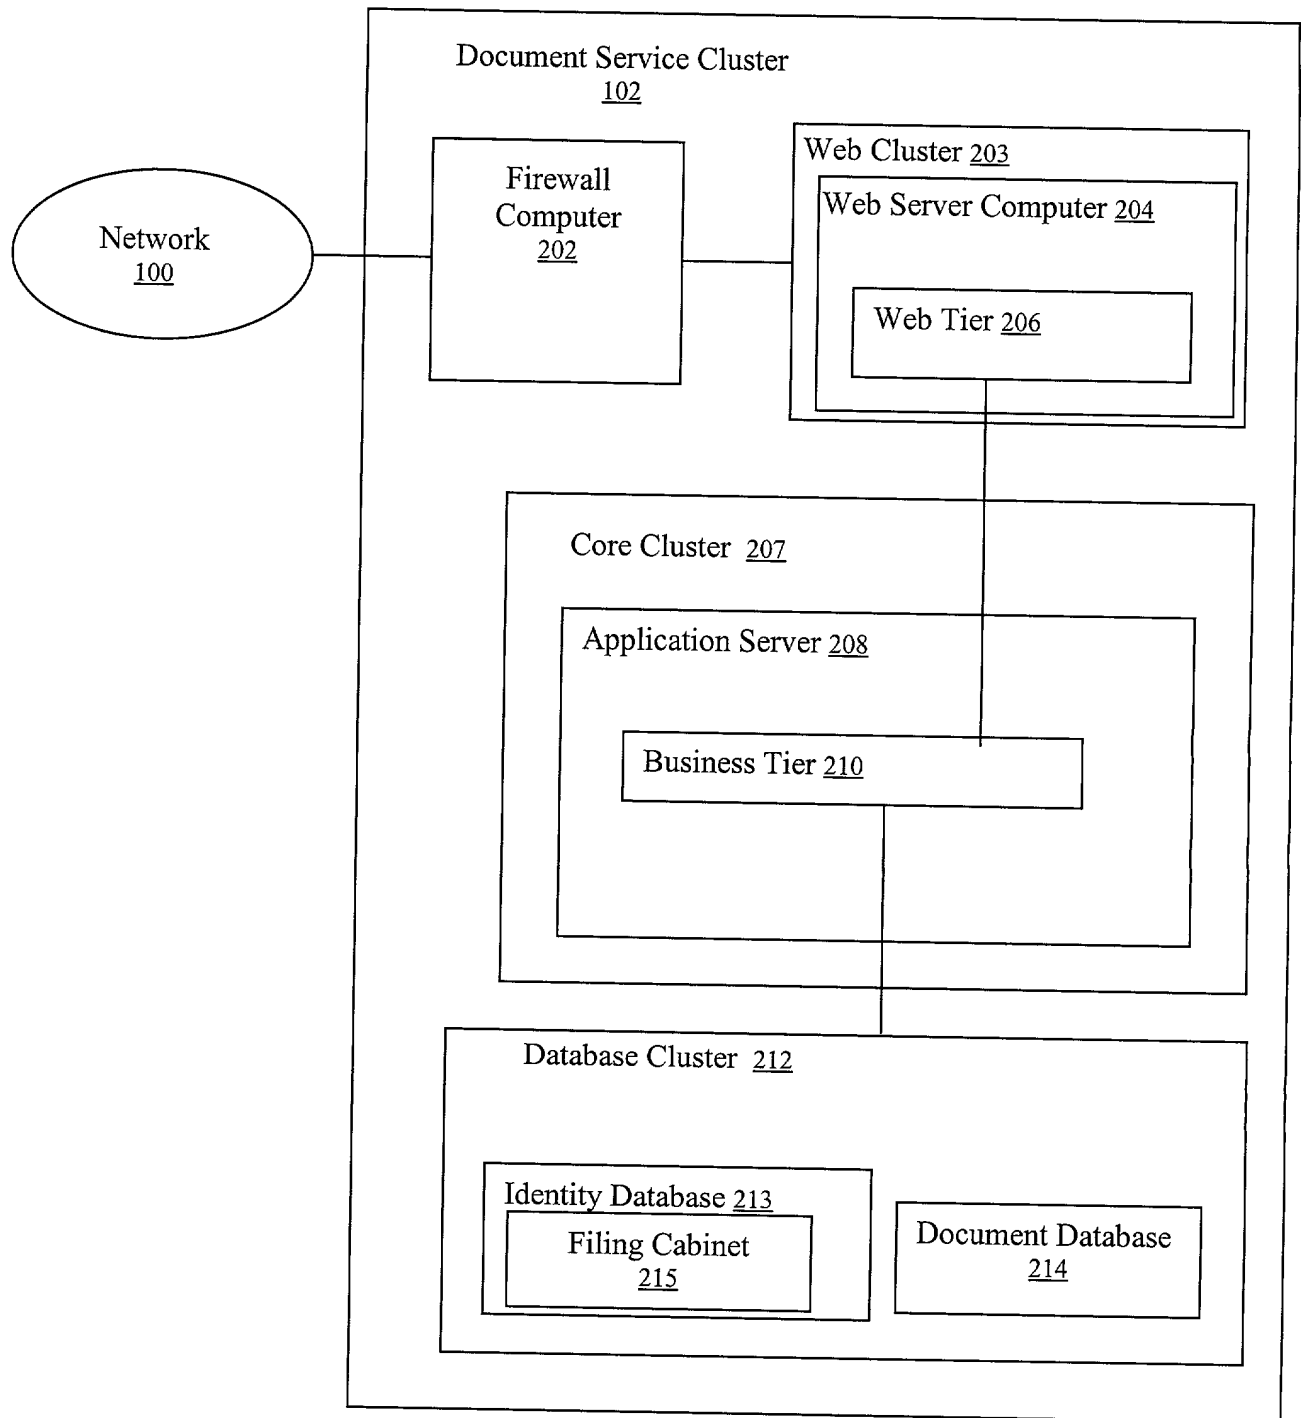 Document Service Cluster
102
Network
100
Firewall
Computer
202
Web Cluster 203
Web Server Computer 204
Web Tier 206
Core Cluster 207
Application Server 208
Business Tier 210
Database Cluster 212
Identity Database 213
Filing Cabinet
215
Document Database
214